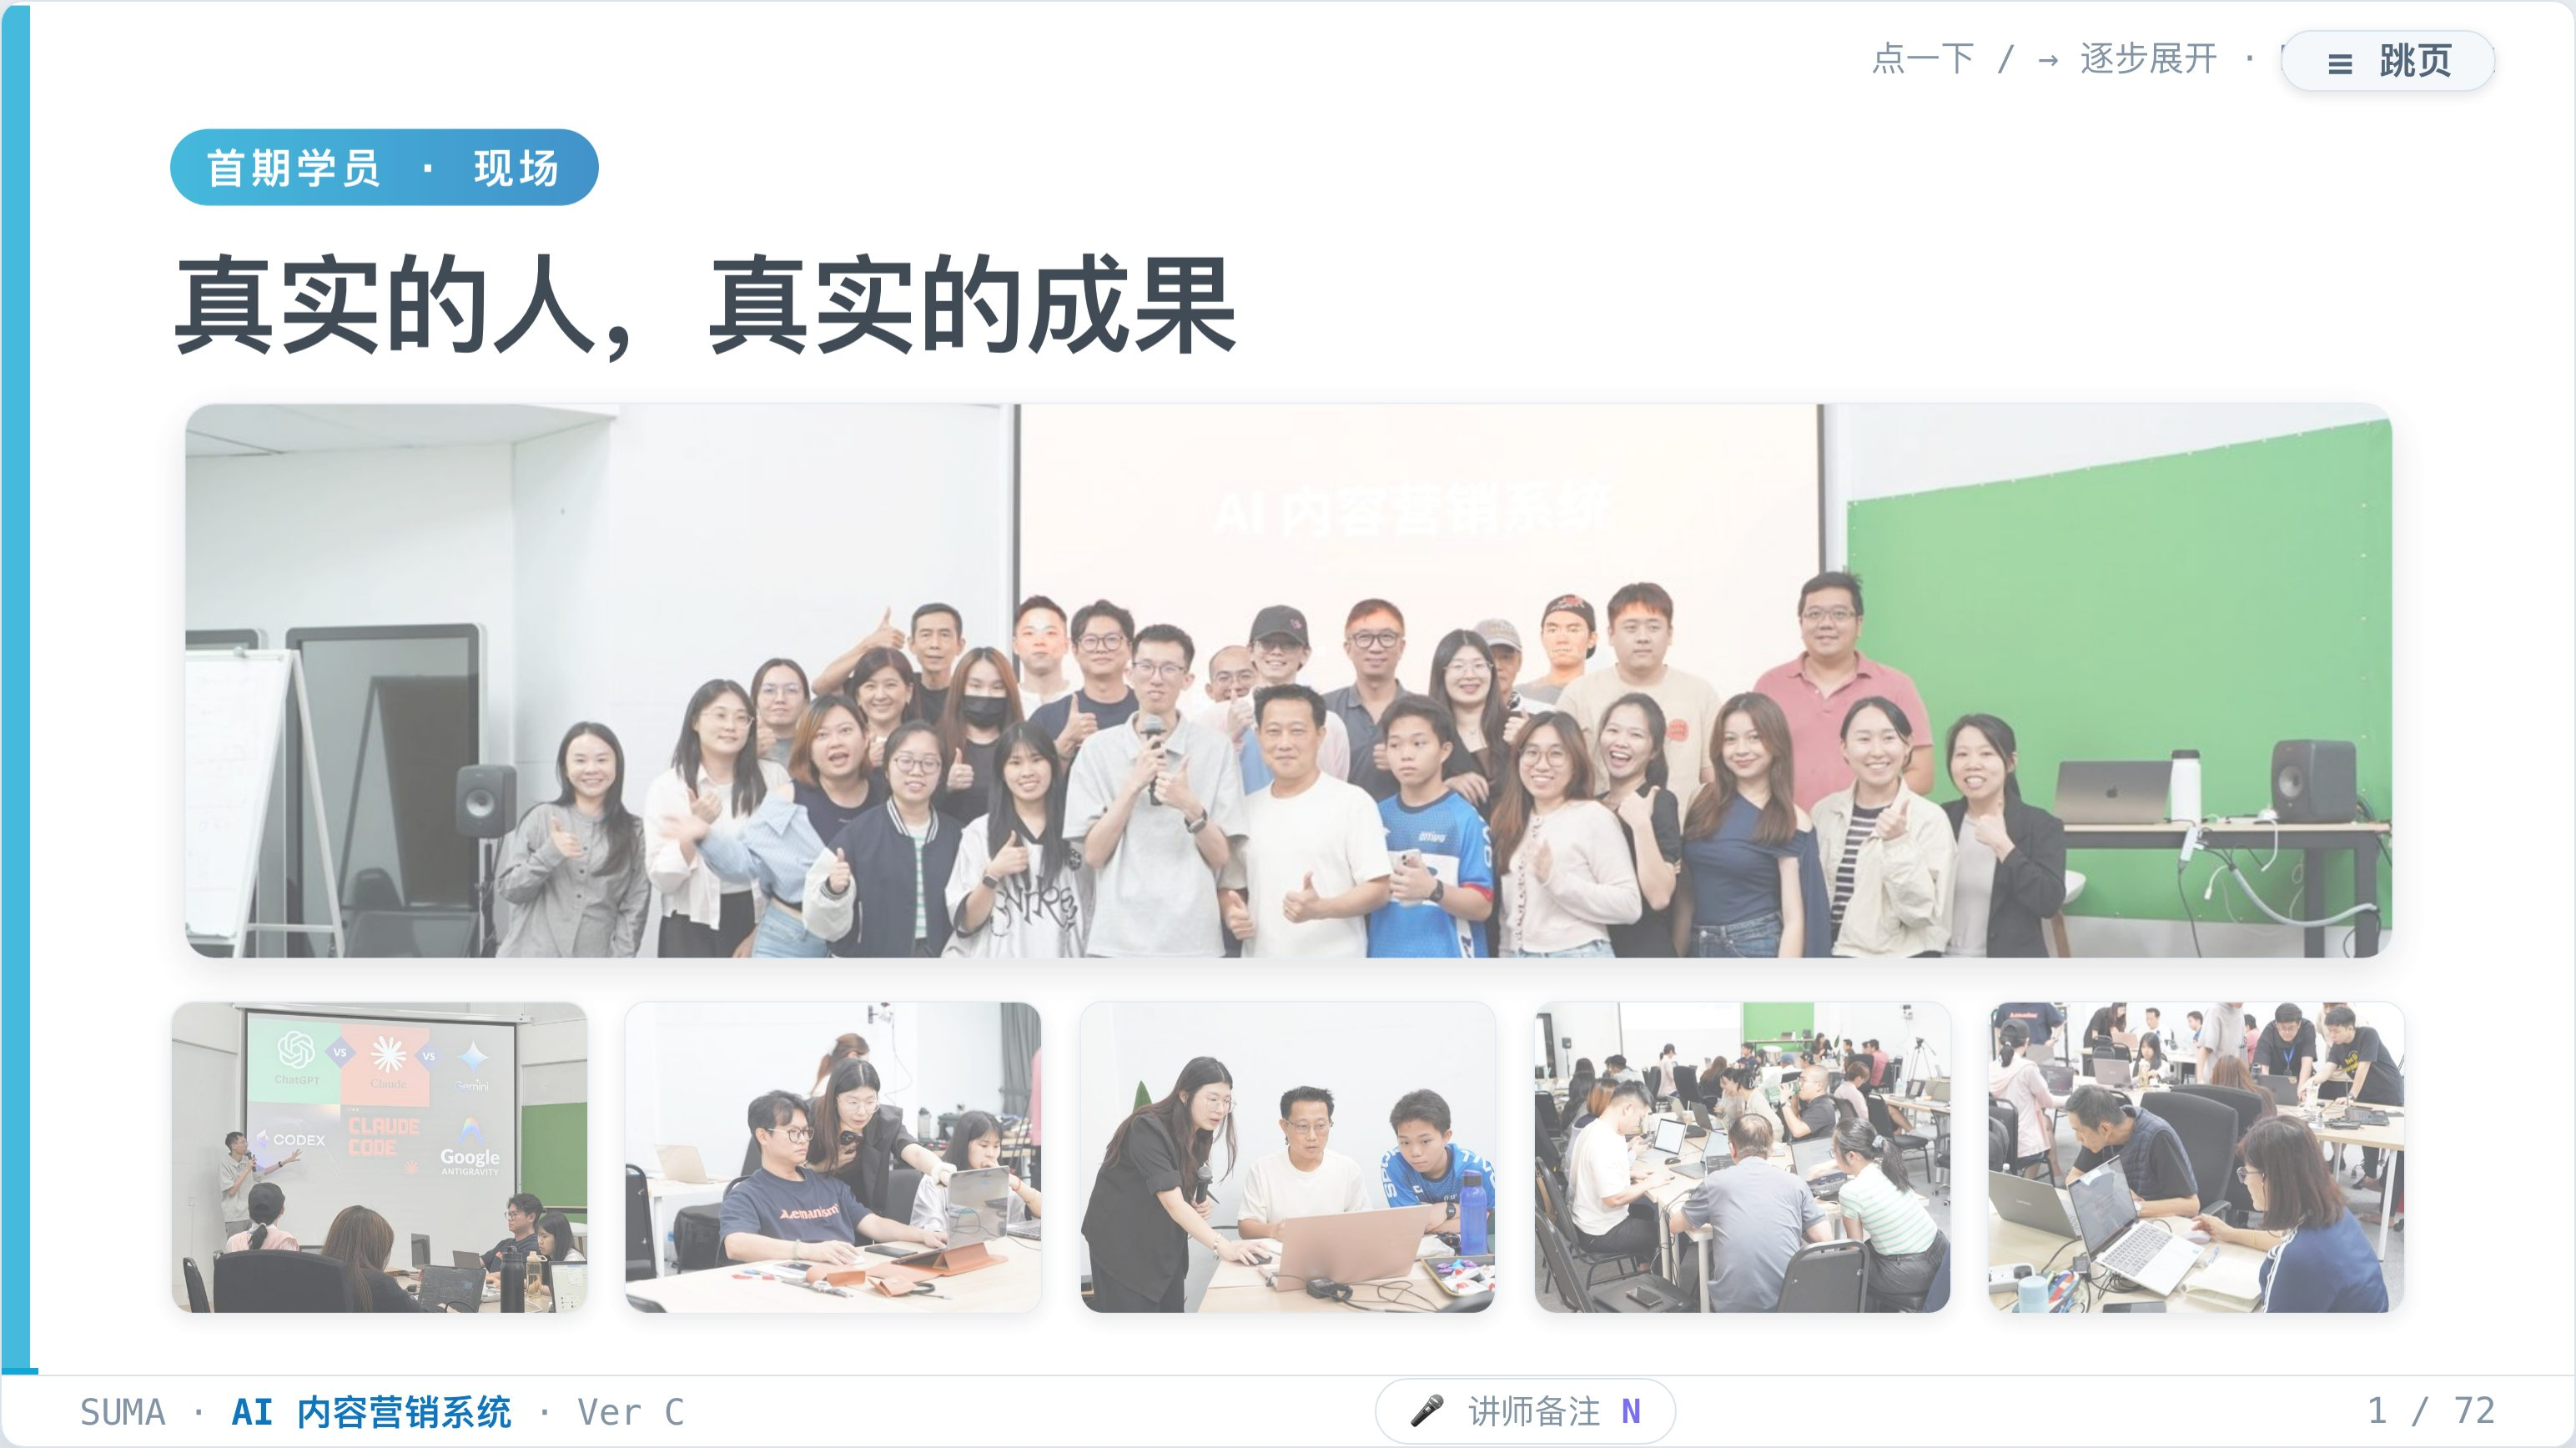 点一下 / → 逐步展开 ·
≡ 跳页
首期学员 · 现场
真实的人，真实的成果
AI 内容营销系统
ChatGPT
VS
Claude
VS
Gemini
CODEX
CLAUDE
CODE
Google
ANTIGRAVITY
SUMA · AI 内容营销系统 · Ver C
讲师备注 N
1 / 72